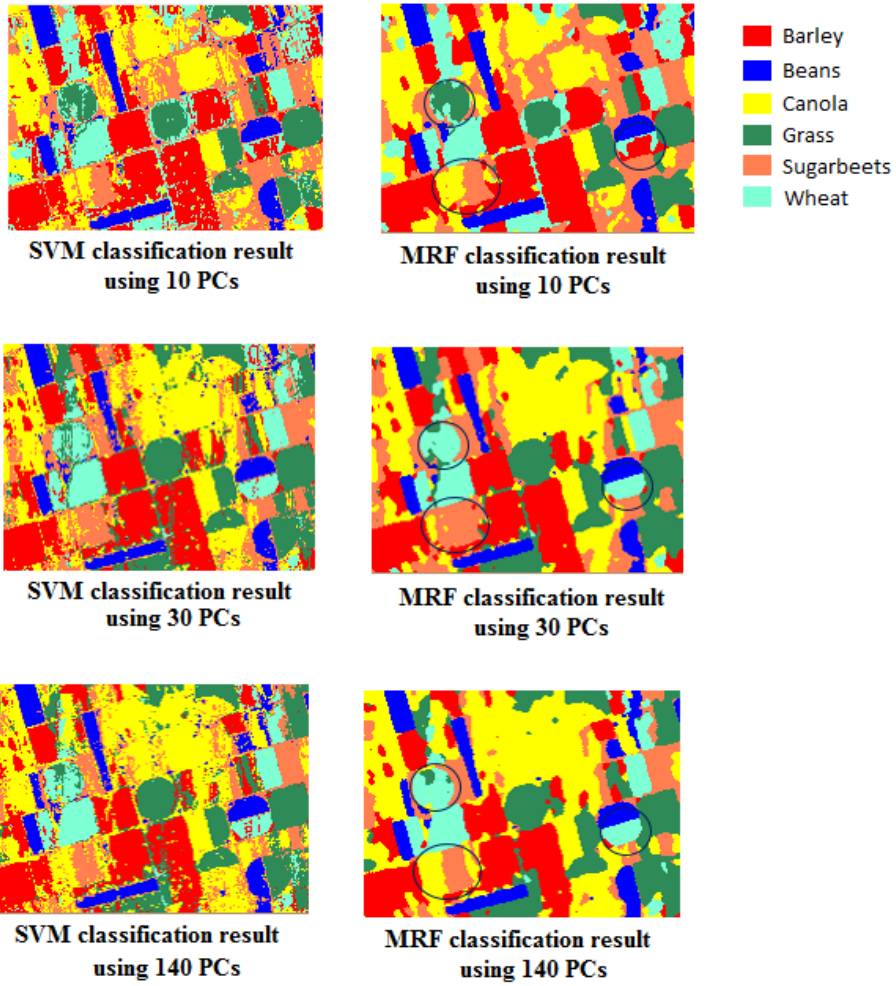 Barley
Beans
Canola
Grass
Sugarbeets
Wheat
SVM classification result
using 10 PCs
MRF classification result
using 10 PCs
SVM classification result
using 30 PCs
MRF classification result
using 30 PCs
SVM classification result
using 140 PCs
MRF classification result
using 140 PCs